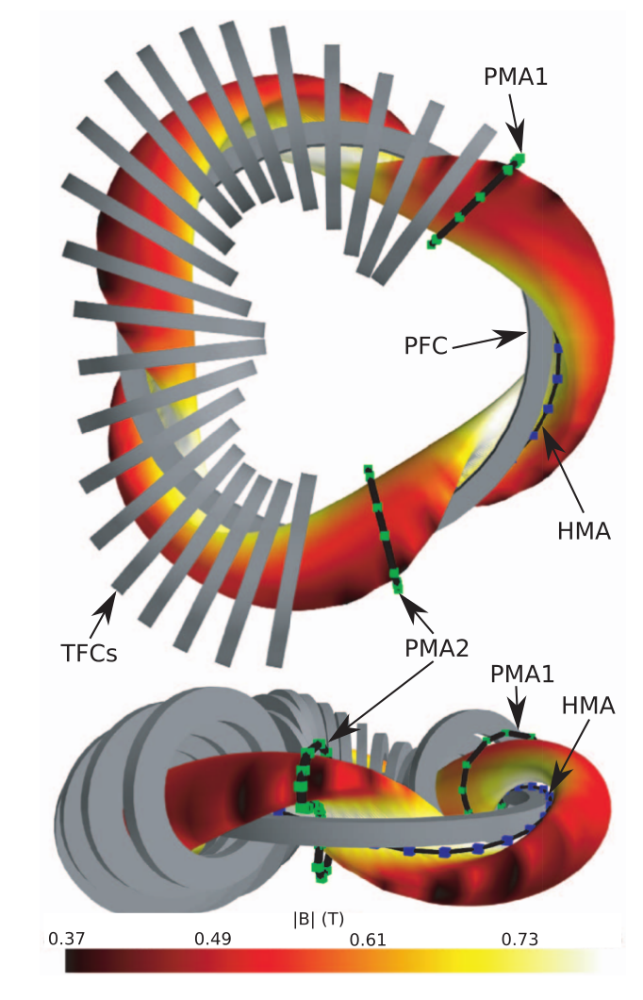 PMA1
PFC
HMA
TFCs
PMA2
PMA1
HMA
|B| (T)
0.37 0.49 0.61 0.73